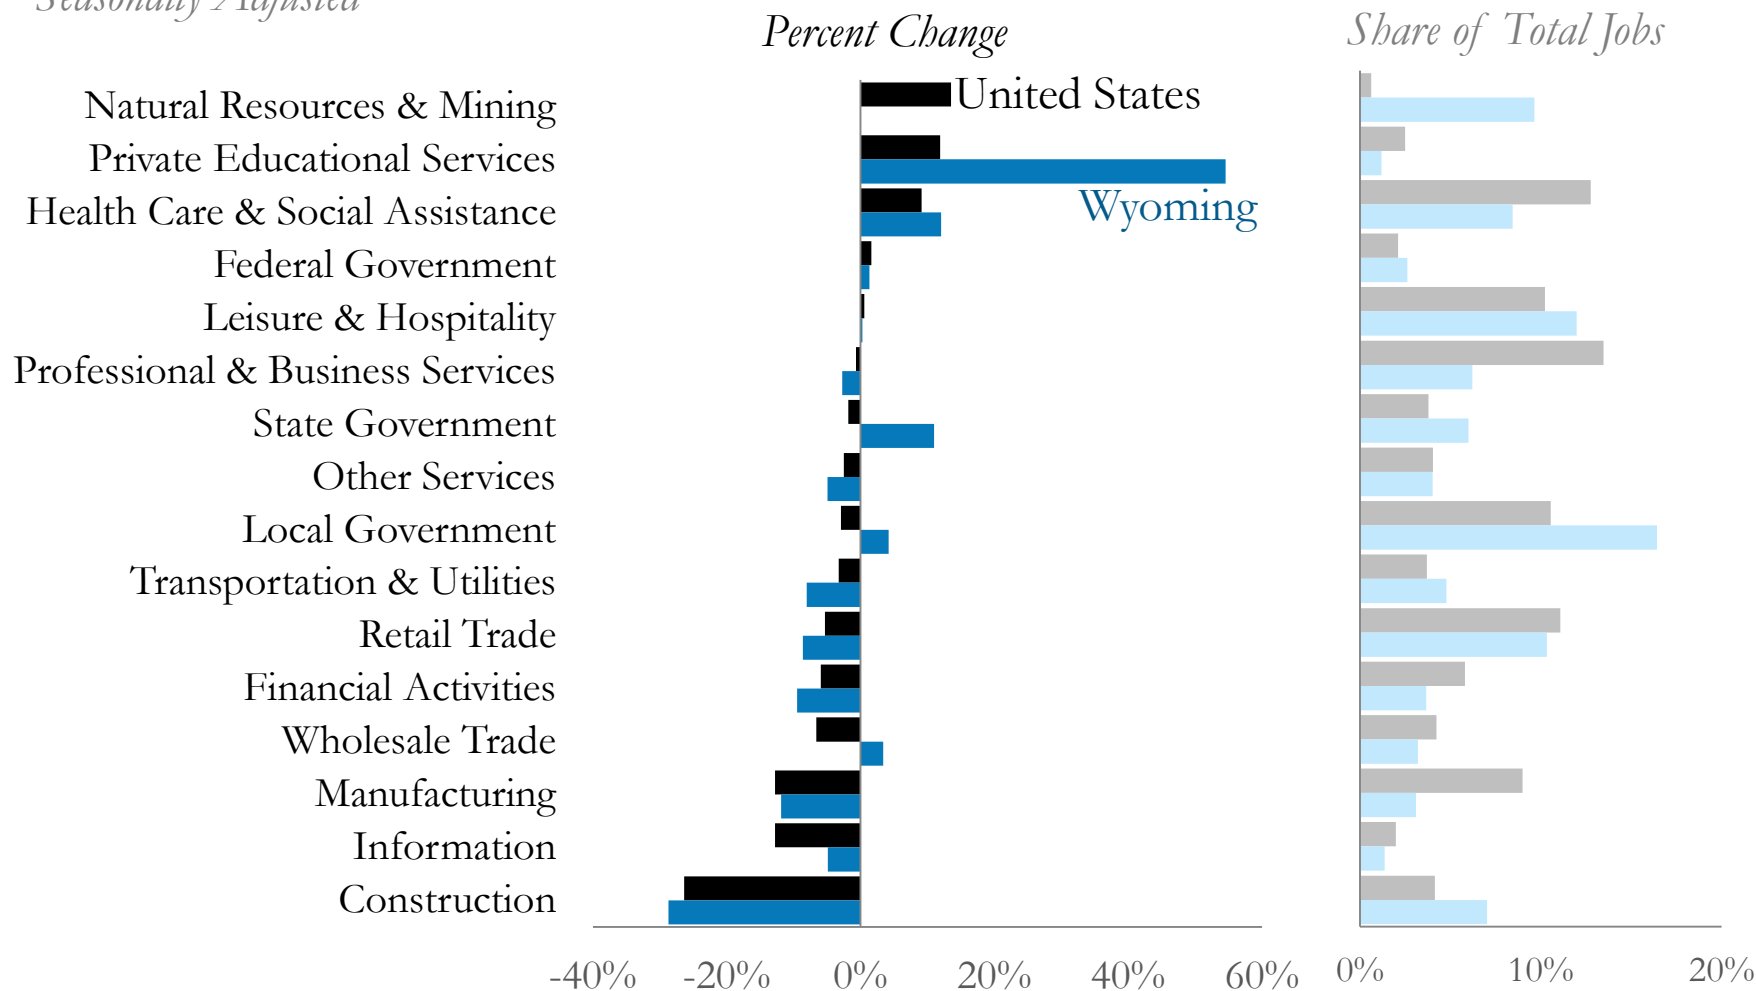 Seasonally Adjusted
Percent Change
Share of Total Jobs
United States
Wyoming
Natural Resources & Mining
Private Educational Services
Health Care & Social Assistance
Federal Government
Leisure & Hospitality
Professional & Business Services
State Government
Other Services
Local Government
Transportation & Utilities
Retail Trade
Financial Activities
Wholesale Trade
Manufacturing
Information
Construction
-40% -20% 0% 20% 40% 60%
0% 10% 20%